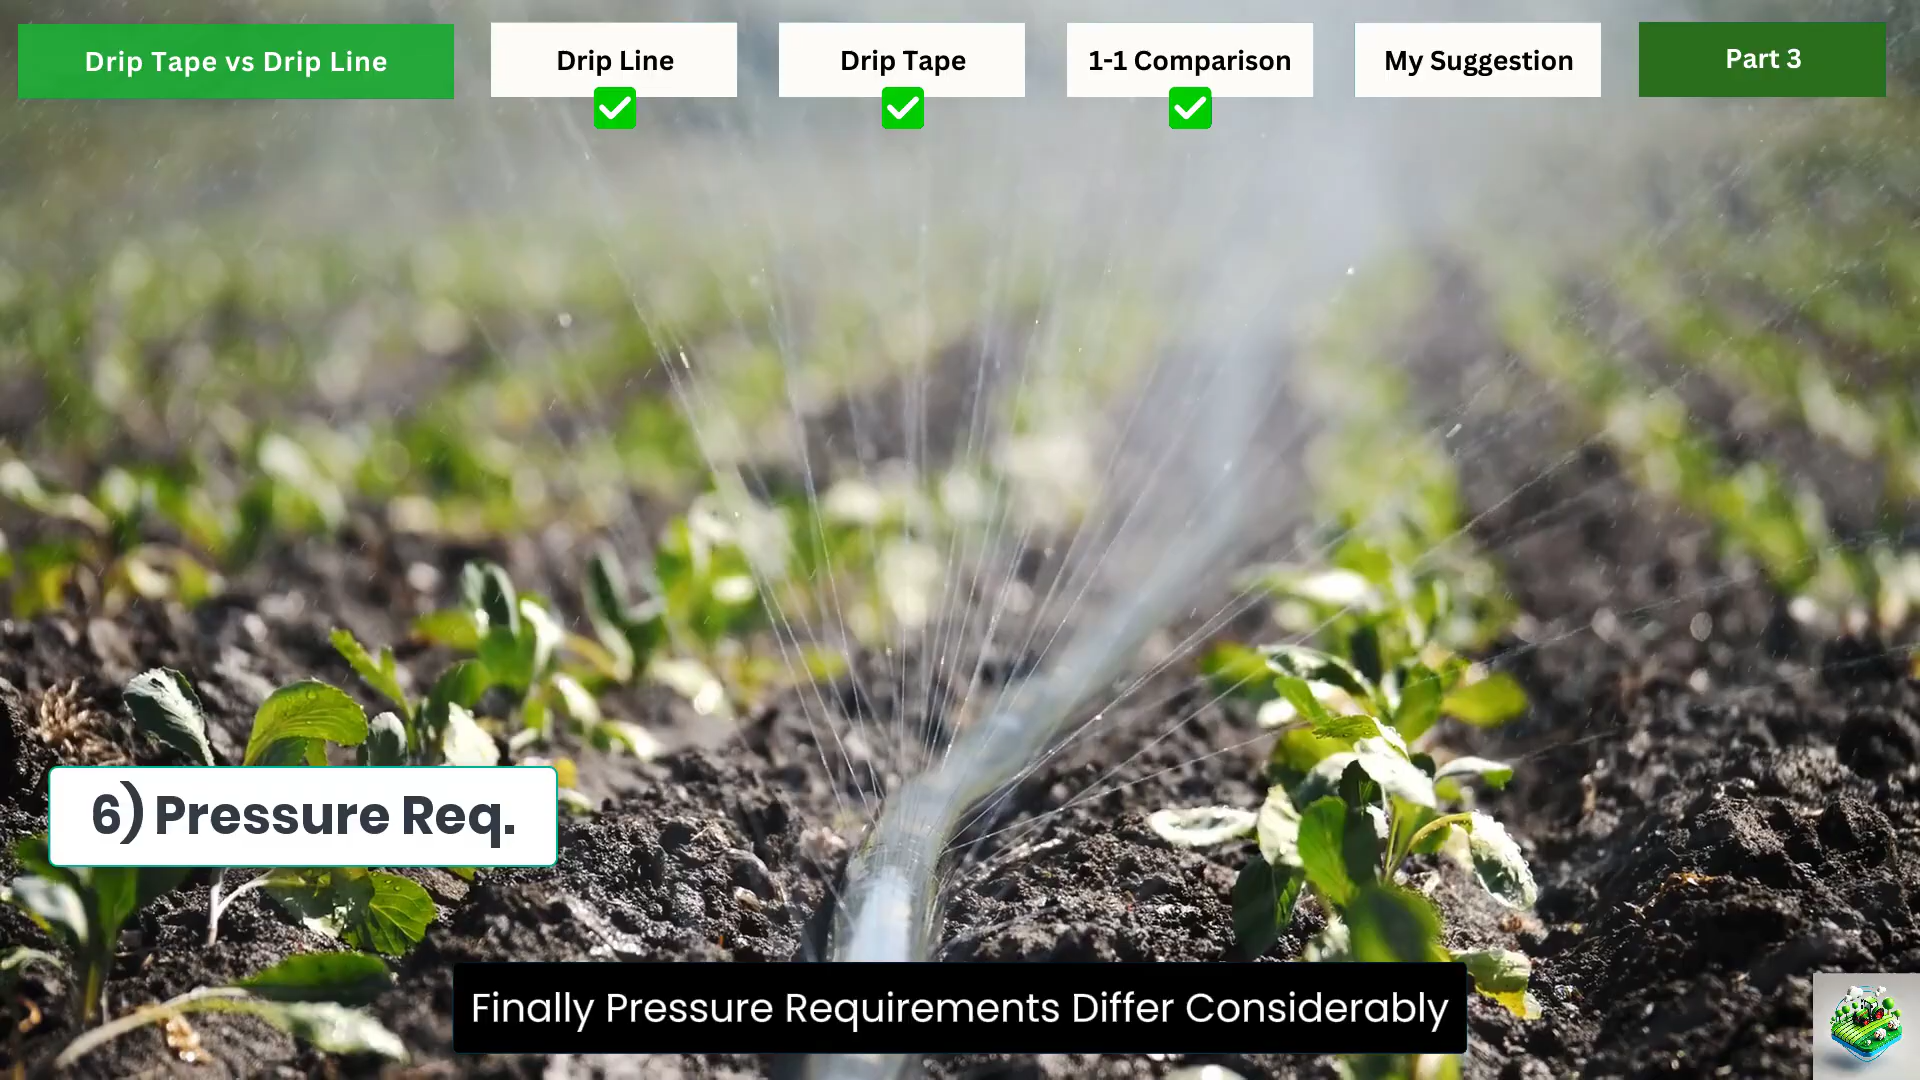 Drip Tape vs Drip Line
Drip Line
Drip Tape
1-1 Comparison
My Suggestion
Part 3
6) Pressure Req.
Finally Pressure Requirements Differ Considerably